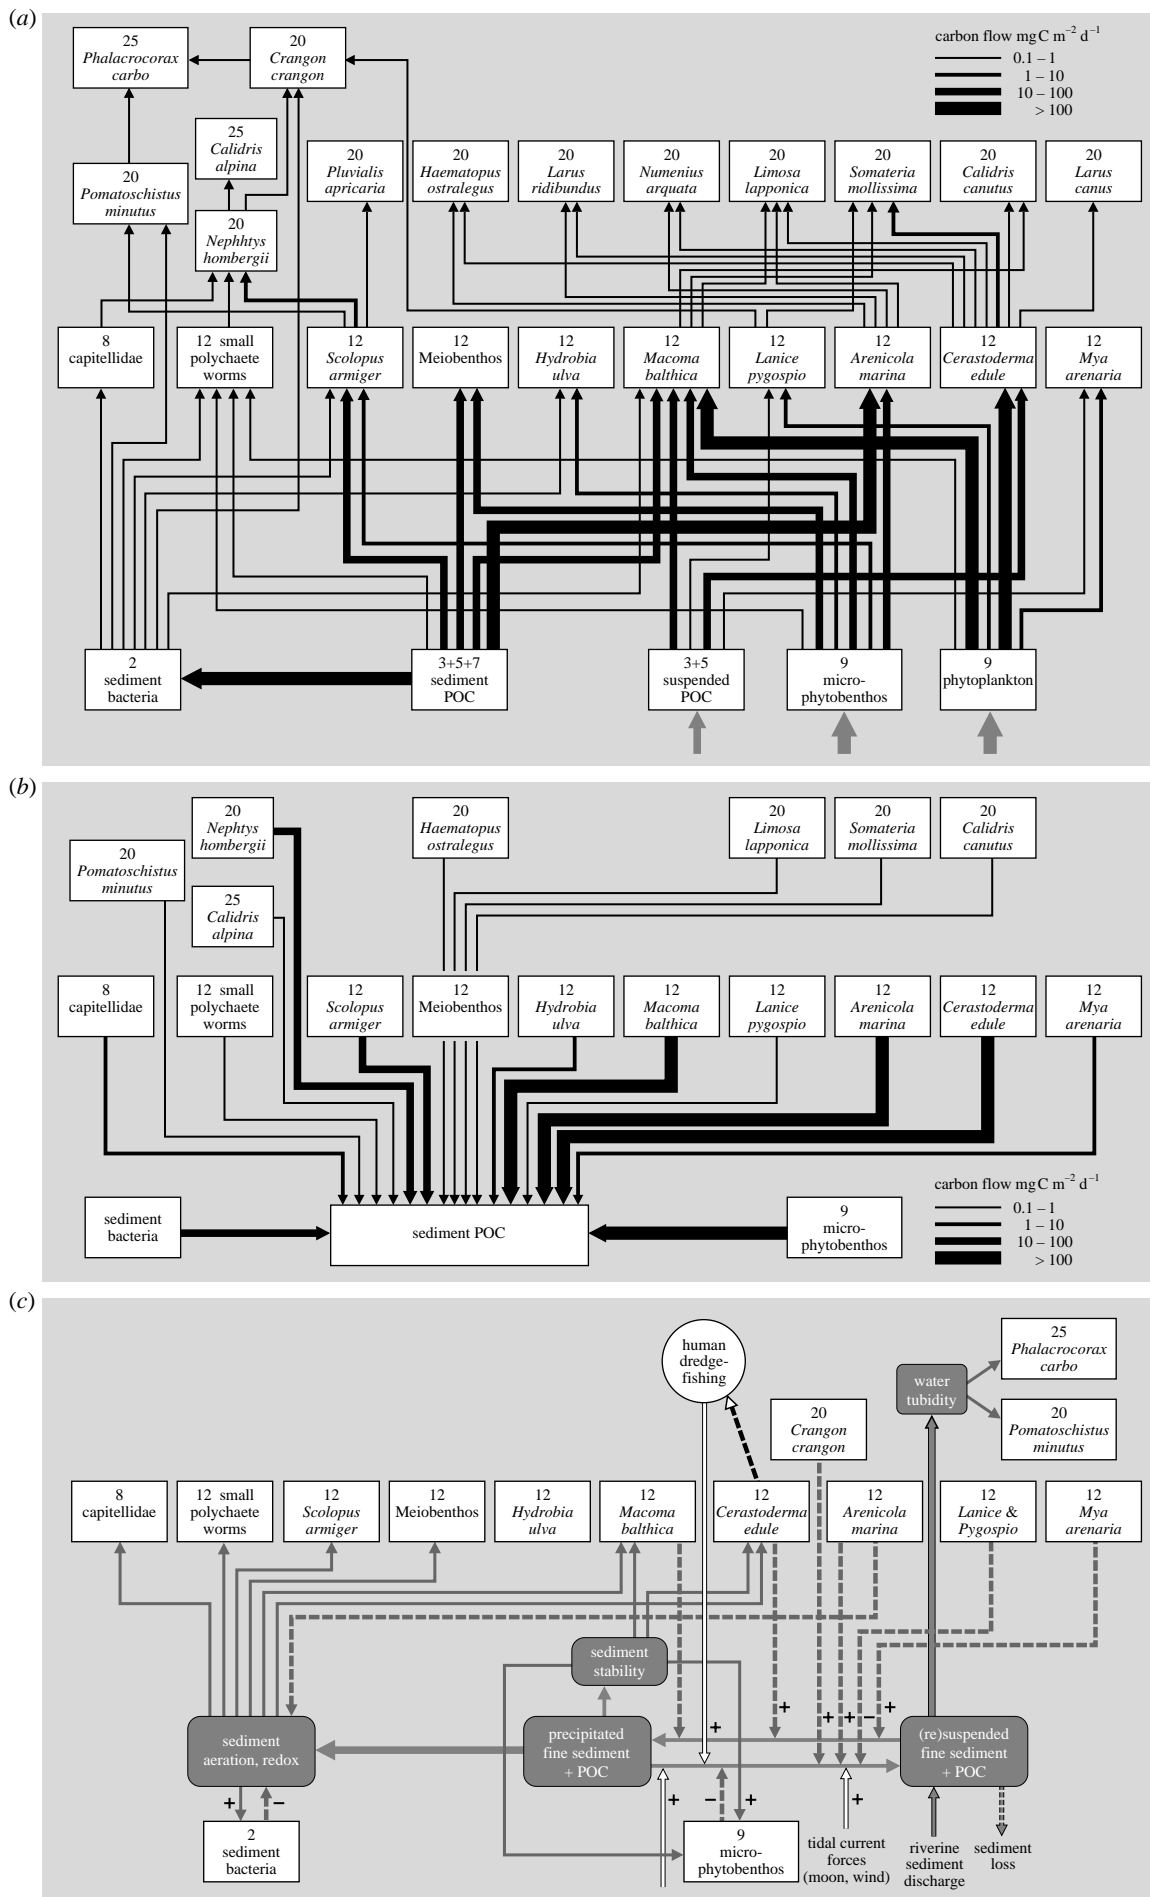 (a)
25
Phalacrocorax
carbo
20
Crangon
crangon
carbon flow mg C m−2 d−1
0.1 – 1
1 – 10
10 – 100
> 100
25
Calidris
alpina
20
Pomatoschistus
minutus
20
Nephhtys
hombergii
20
Pluvialis
apricaria
20
Haematopus
ostralegus
20
Larus
ridibundus
20
Numenius
arquata
20
Limosa
lapponica
20
Somateria
mollissima
20
Calidris
canutus
20
Larus
canus
8
capitellidae
12 small
polychaete
worms
12
Scolopus
armiger
12
Meiobenthos
12
Hydrobia
ulva
12
Macoma
balthica
12
Lanice
pygospio
12
Arenicola
marina
12
Cerastoderma
edule
12
Mya
arenaria
2
sediment
bacteria
3+5+7
sediment
POC
3+5
suspended
POC
9
micro-
phytobenthos
9
phytoplankton
(b)
20
Pomatoschistus
minutus
20
Nephtys
hombergii
25
Calidris
alpina
20
Haematopus
ostralegus
20
Limosa
lapponica
20
Somateria
mollissima
20
Calidris
canutus
8
capitellidae
12 small
polychaete
worms
12
Scolopus
armiger
12
Meiobenthos
12
Hydrobia
ulva
12
Macoma
balthica
12
Lanice
pygospio
12
Arenicola
marina
12
Cerastoderma
edule
12
Mya
arenaria
sediment
bacteria
sediment POC
9
micro-
phytobenthos
carbon flow mg C m−2 d−1
0.1 – 1
1 – 10
10 – 100
> 100
(c)
human
dredge-
fishing
20
Crangon
crangon
water
tubidity
25
Phalacrocorax
carbo
20
Pomatoschistus
minutus
8
capitellidae
12 small
polychaete
worms
12
Scolopus
armiger
12
Meiobenthos
12
Hydrobia
ulva
12
Macoma
balthica
12
Cerastoderma
edule
12
Arenicola
marina
12
Lanice &
Pygospio
12
Mya
arenaria
sediment
stability
sediment
aeration, redox
precipitated
fine sediment
+ POC
(re)suspended
fine sediment
+ POC
+
+
+
+
−
+
+
−
+
−
+
+
2
sediment
bacteria
9
micro-
phytobenthos
tidal current
forces
(moon, wind)
riverine
sediment
discharge
sediment
loss